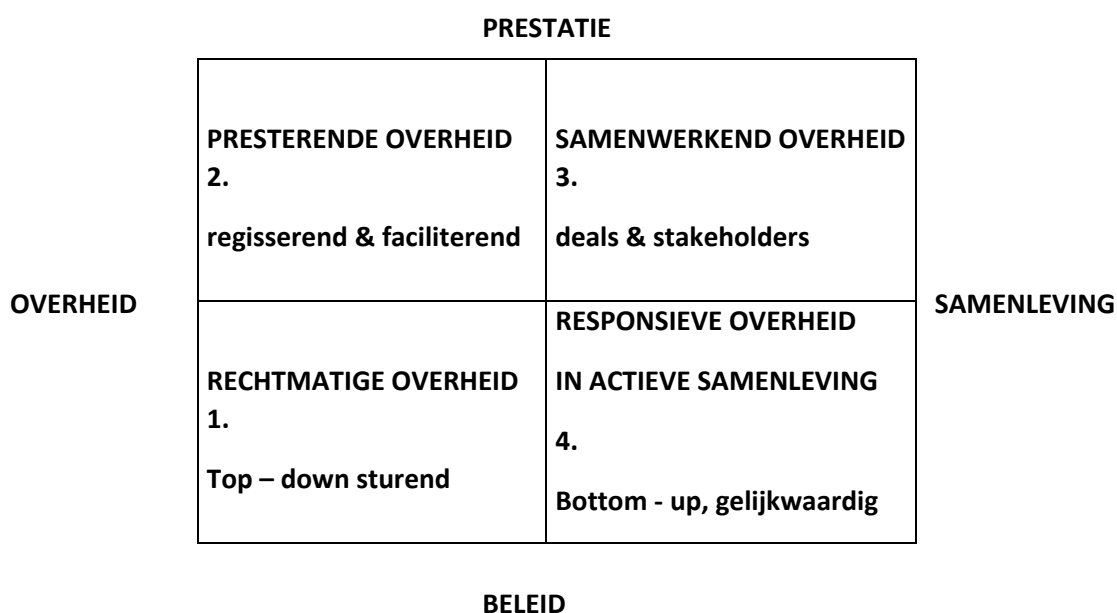 PRESTATIE
PRESTERENDE OVERHEID
2.
regisserend & faciliterend
SAMENWERKEND OVERHEID
3.
deals & stakeholders
OVERHEID
SAMENLEVING
RECHTMATIGE OVERHEID
1.
Top – down sturend
RESPONSIEVE OVERHEID
IN ACTIEVE SAMENLEVING
4.
Bottom - up, gelijkwaardig
BELEID